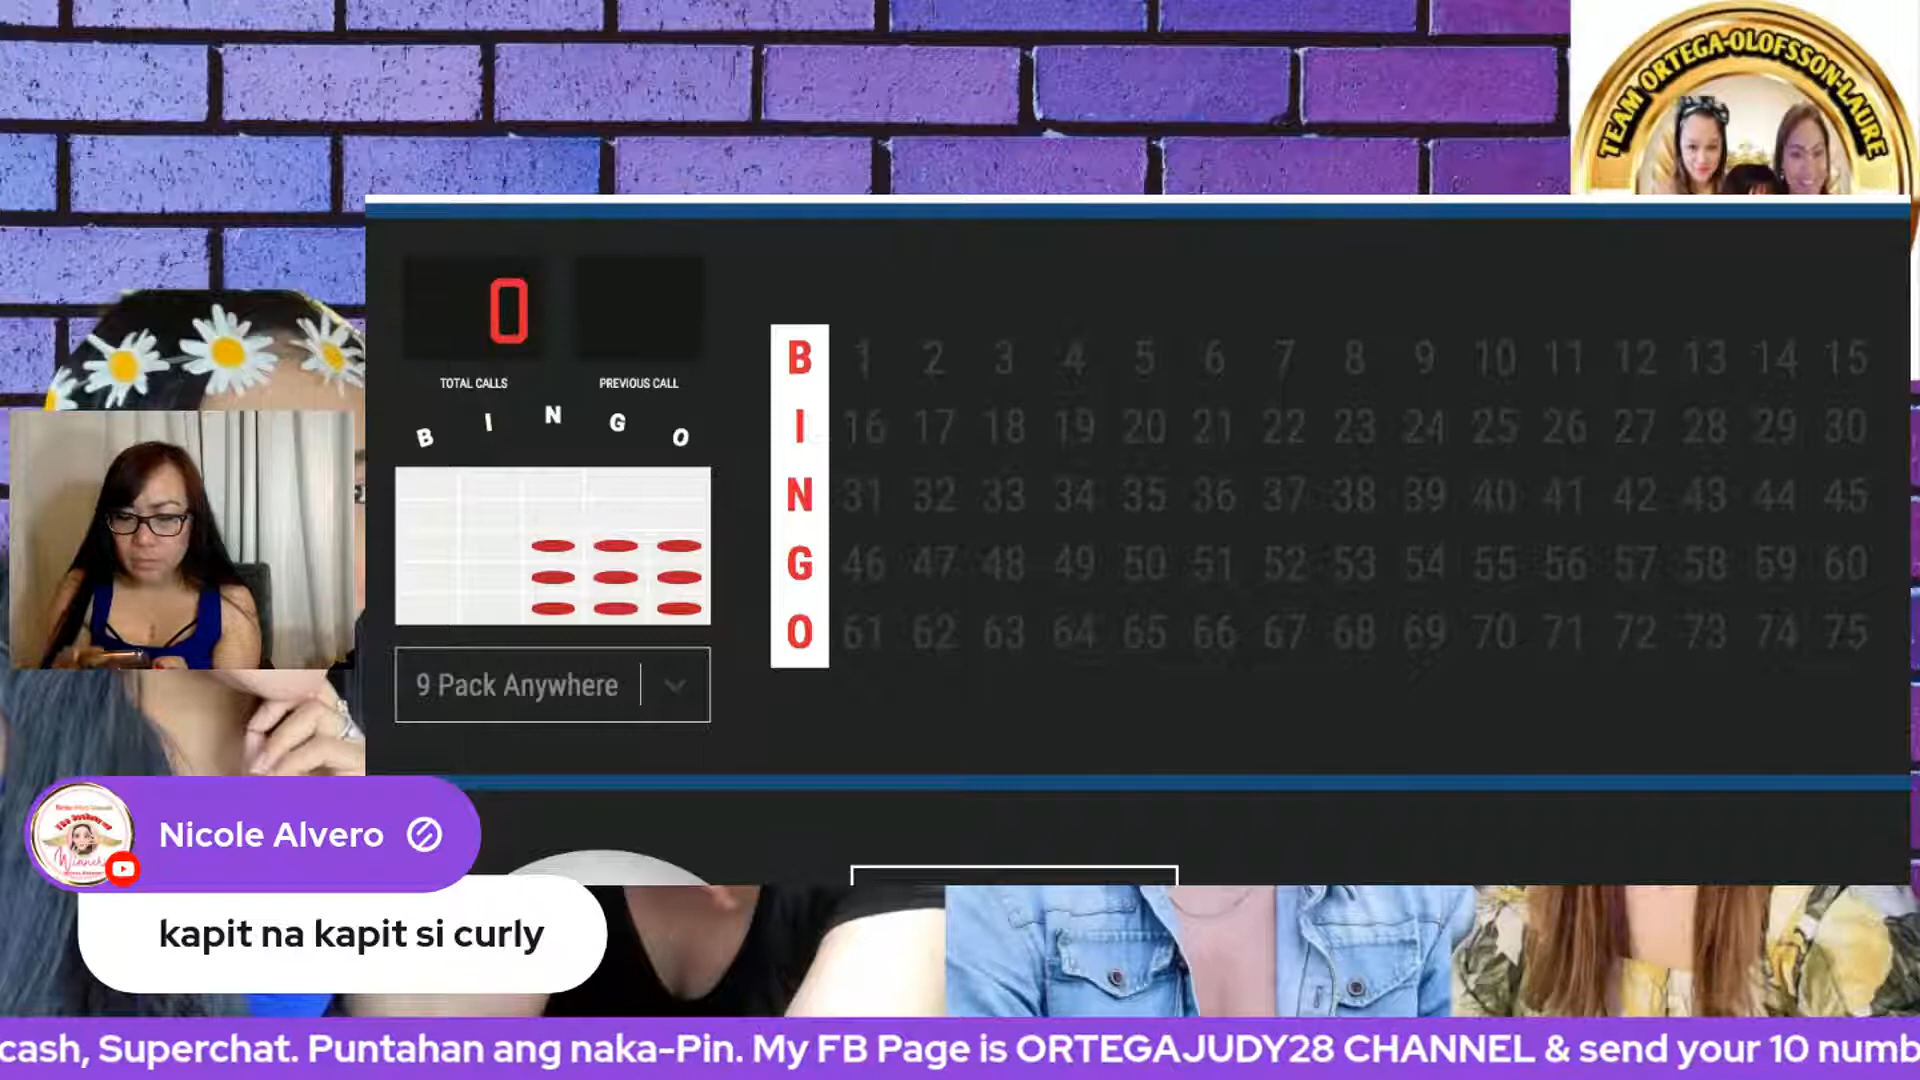 TEAM ORTEGA-OLOFSSON-LAURE
0
TOTAL CALLS
PREVIOUS CALL
B I N G O
9 Pack Anywhere
B 1 2 3 4 5 6 7 8 9 10 11 12 13 14 15
I 16 17 18 19 20 21 22 23 24 25 26 27 28 29 30
N 31 32 33 34 35 36 37 38 39 40 41 42 43 44 45
G 46 47 48 49 50 51 52 53 54 55 56 57 58 59 60
O 61 62 63 64 65 66 67 68 69 70 71 72 73 74 75
Nicole Alvero
kapit na kapit si curly
cash, Superchat. Puntahan ang naka-Pin. My FB Page is ORTEGAJUDY28 CHANNEL & send your 10 numb